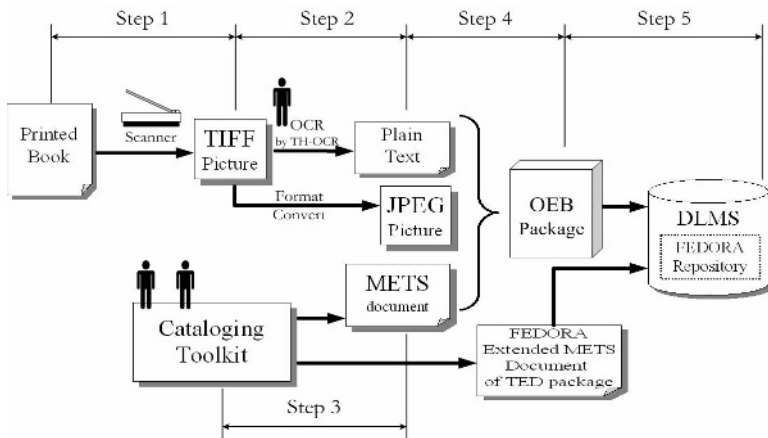 Step 1
Step 2
Step 4
Step 5
Printed
Book
Scanner
TIFF
Picture
OCR
by TH-OCR
Plain
Text
Format
Convert
JPEG
Picture
OEB
Package
DLMS
FEDORA
Repository
METS
document
Cataloging
Toolkit
FEDORA
Extended METS
Document
of TED package
Step 3